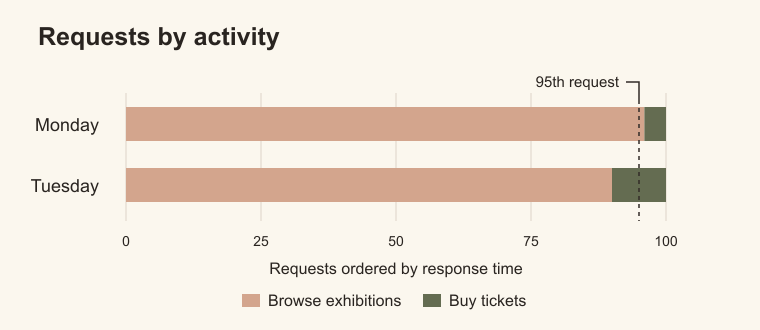 Requests by activity
95th request
Monday
Tuesday
0 25 50 75 100
Requests ordered by response time
Browse exhibitions Buy tickets